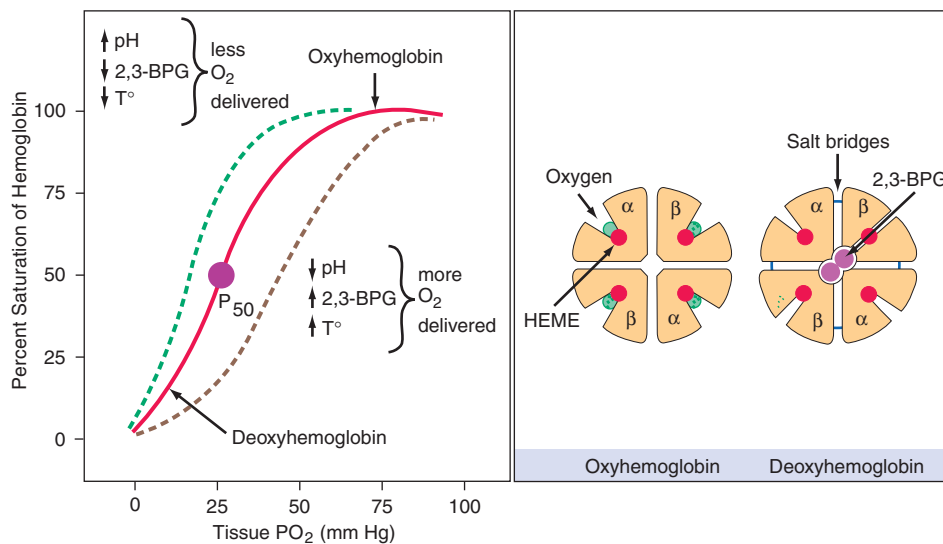 ↑ pH
↓ 2,3-BPG
↓ T°
less
O2
delivered
Oxyhemoglobin
Percent Saturation of Hemoglobin
100
75
50
25
0
P50
↓ pH
↑ 2,3-BPG
↑ T°
more
O2
delivered
Deoxyhemoglobin
0 25 50 75 100
Tissue PO2 (mm Hg)
Salt bridges
2,3-BPG
Oxygen
α β
HEME
β α
α β
β α
Oxyhemoglobin Deoxyhemoglobin